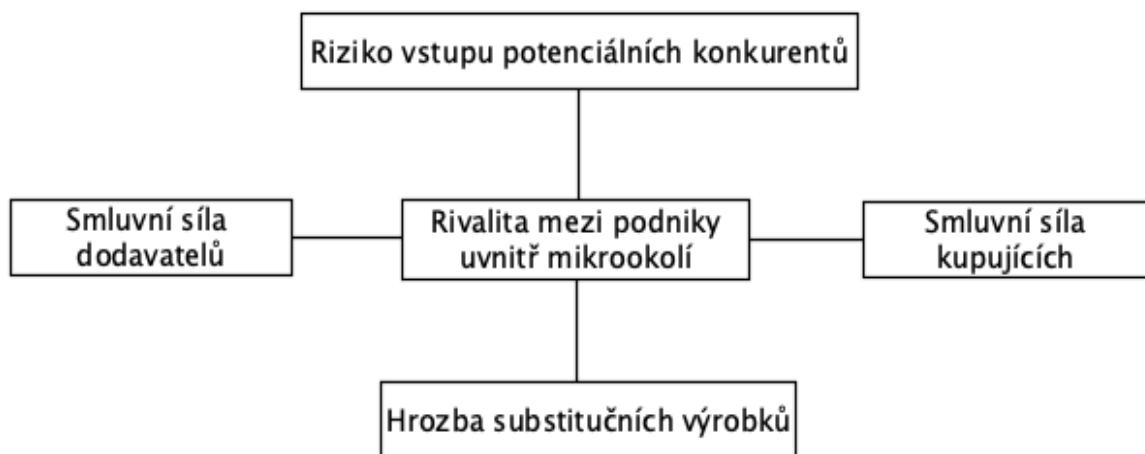 Riziko vstupu potenciálních konkurentů
Smluvní síla
dodavatelů
Rivalita mezi podniky
uvnitř mikrookolí
Smluvní síla
kupujících
Hrozba substitučních výrobků